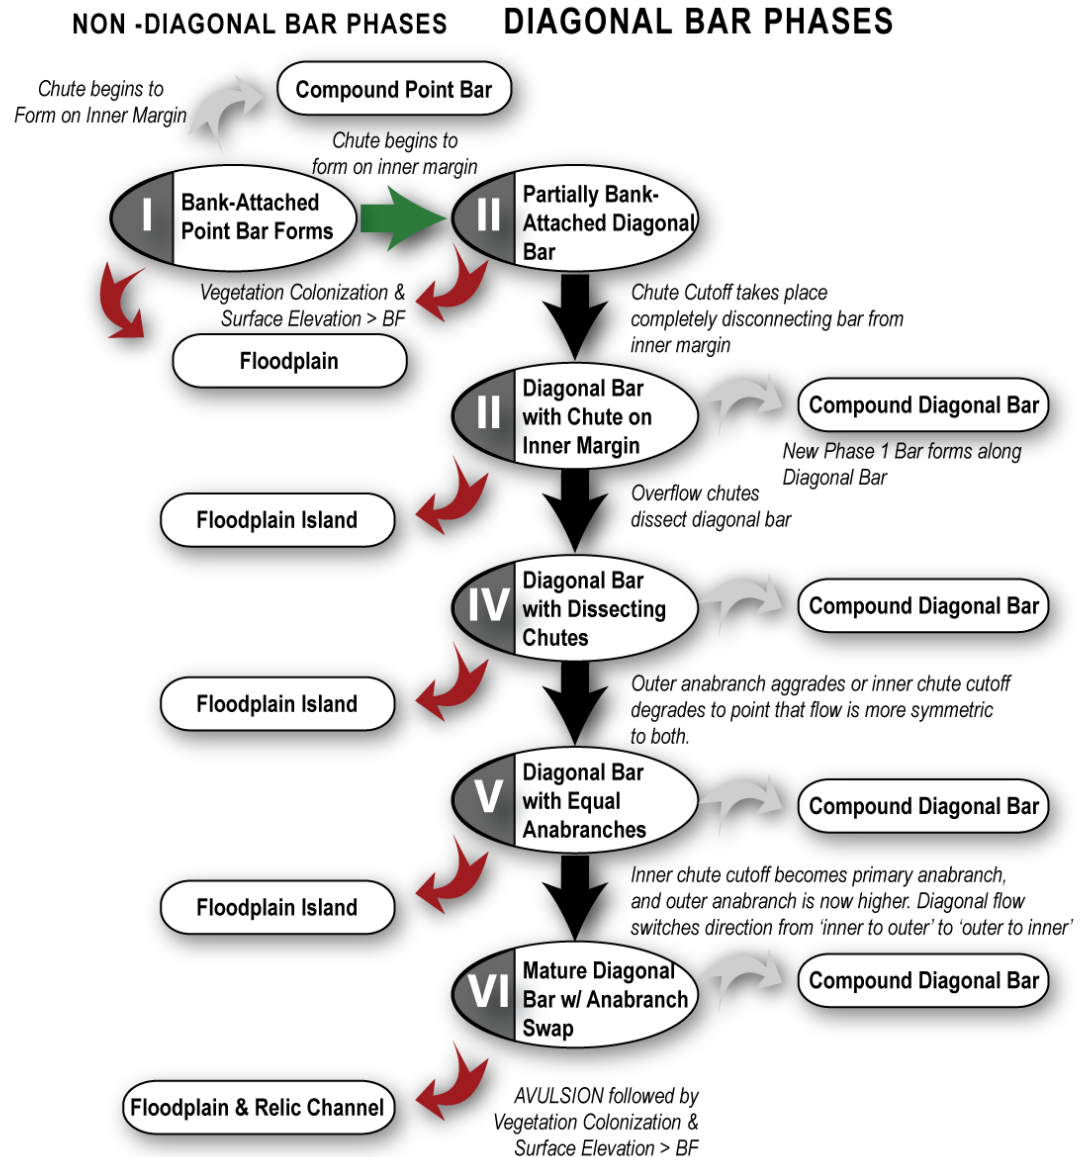 NON -DIAGONAL BAR PHASES
DIAGONAL BAR PHASES
Chute begins to
Form on Inner Margin
Compound Point Bar
Chute begins to
form on inner margin
I
Bank-Attached
Point Bar Forms
II
Partially Bank-
Attached Diagonal
Bar
Vegetation Colonization &
Surface Elevation > BF
Floodplain
Chute Cutoff takes place
completely disconnecting bar from
inner margin
II
Diagonal Bar
with Chute on
Inner Margin
Compound Diagonal Bar
New Phase 1 Bar forms along
Diagonal Bar
Floodplain Island
Overflow chutes
dissect diagonal bar
IV
Diagonal Bar
with Dissecting
Chutes
Compound Diagonal Bar
Floodplain Island
Outer anabranch aggrades or inner chute cutoff
degrades to point that flow is more symmetric
to both.
V
Diagonal Bar
with Equal
Anabranches
Compound Diagonal Bar
Floodplain Island
Inner chute cutoff becomes primary anabranch,
and outer anabranch is now higher. Diagonal flow
switches direction from ‘inner to outer’ to ‘outer to inner’
VI
Mature Diagonal
Bar w/ Anabranch
Swap
Compound Diagonal Bar
Floodplain & Relic Channel
AVULSION followed by
Vegetation Colonization &
Surface Elevation > BF